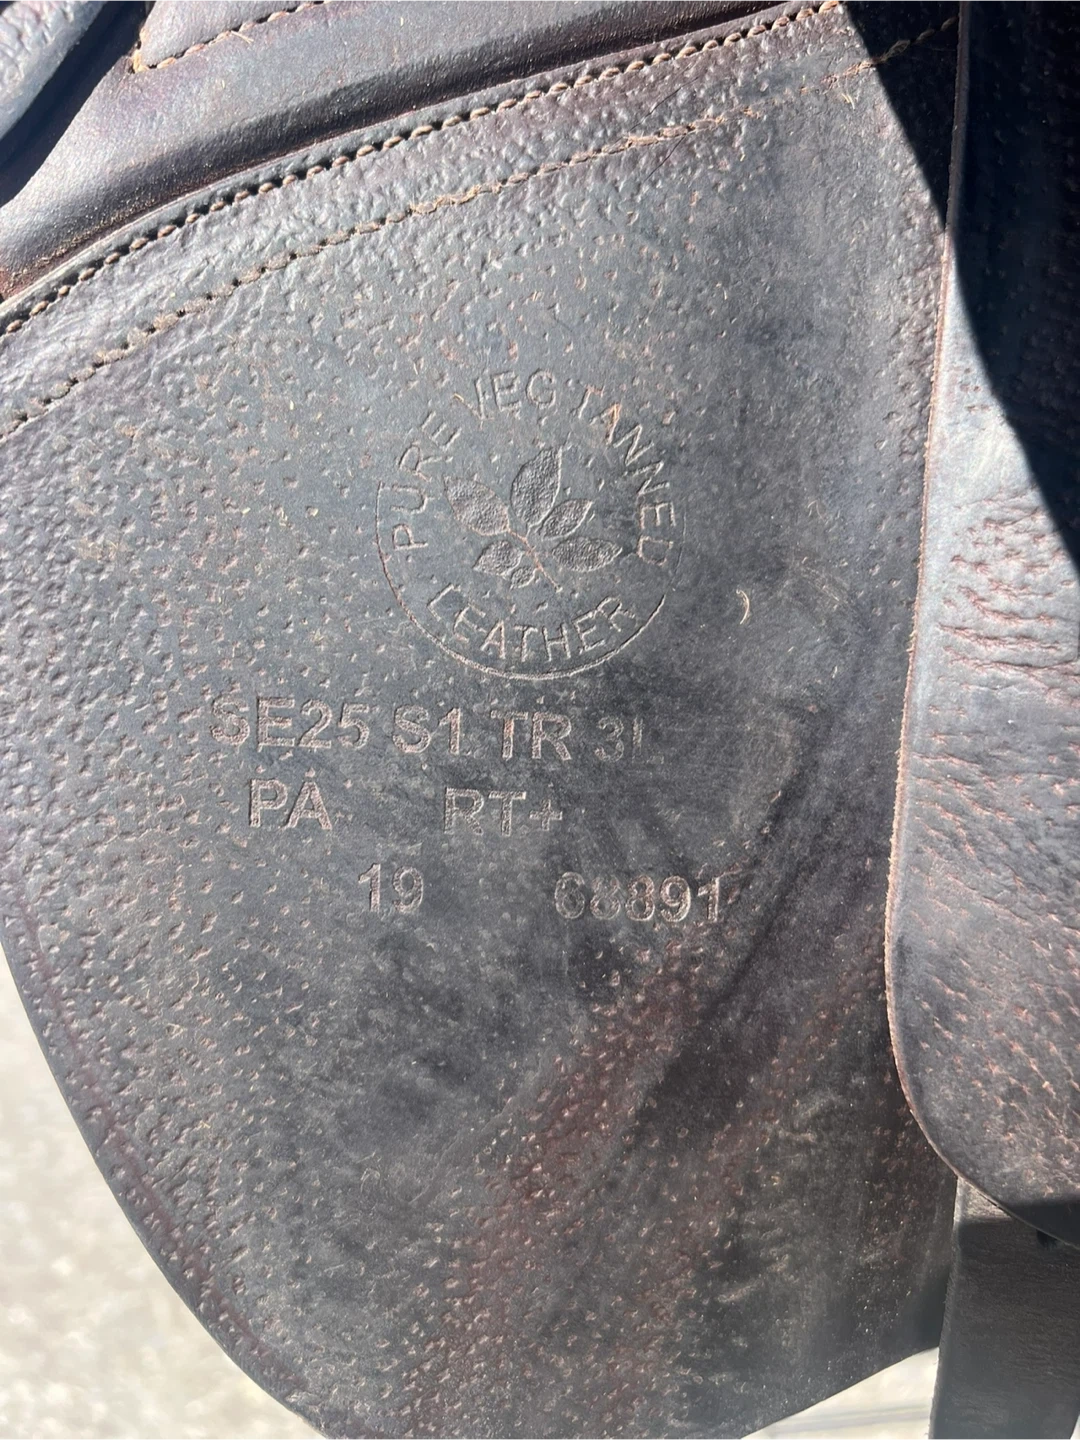 PURE VEG TANNED
LEATHER
SE25 S1 TR 3L
PA RT+
19 68891